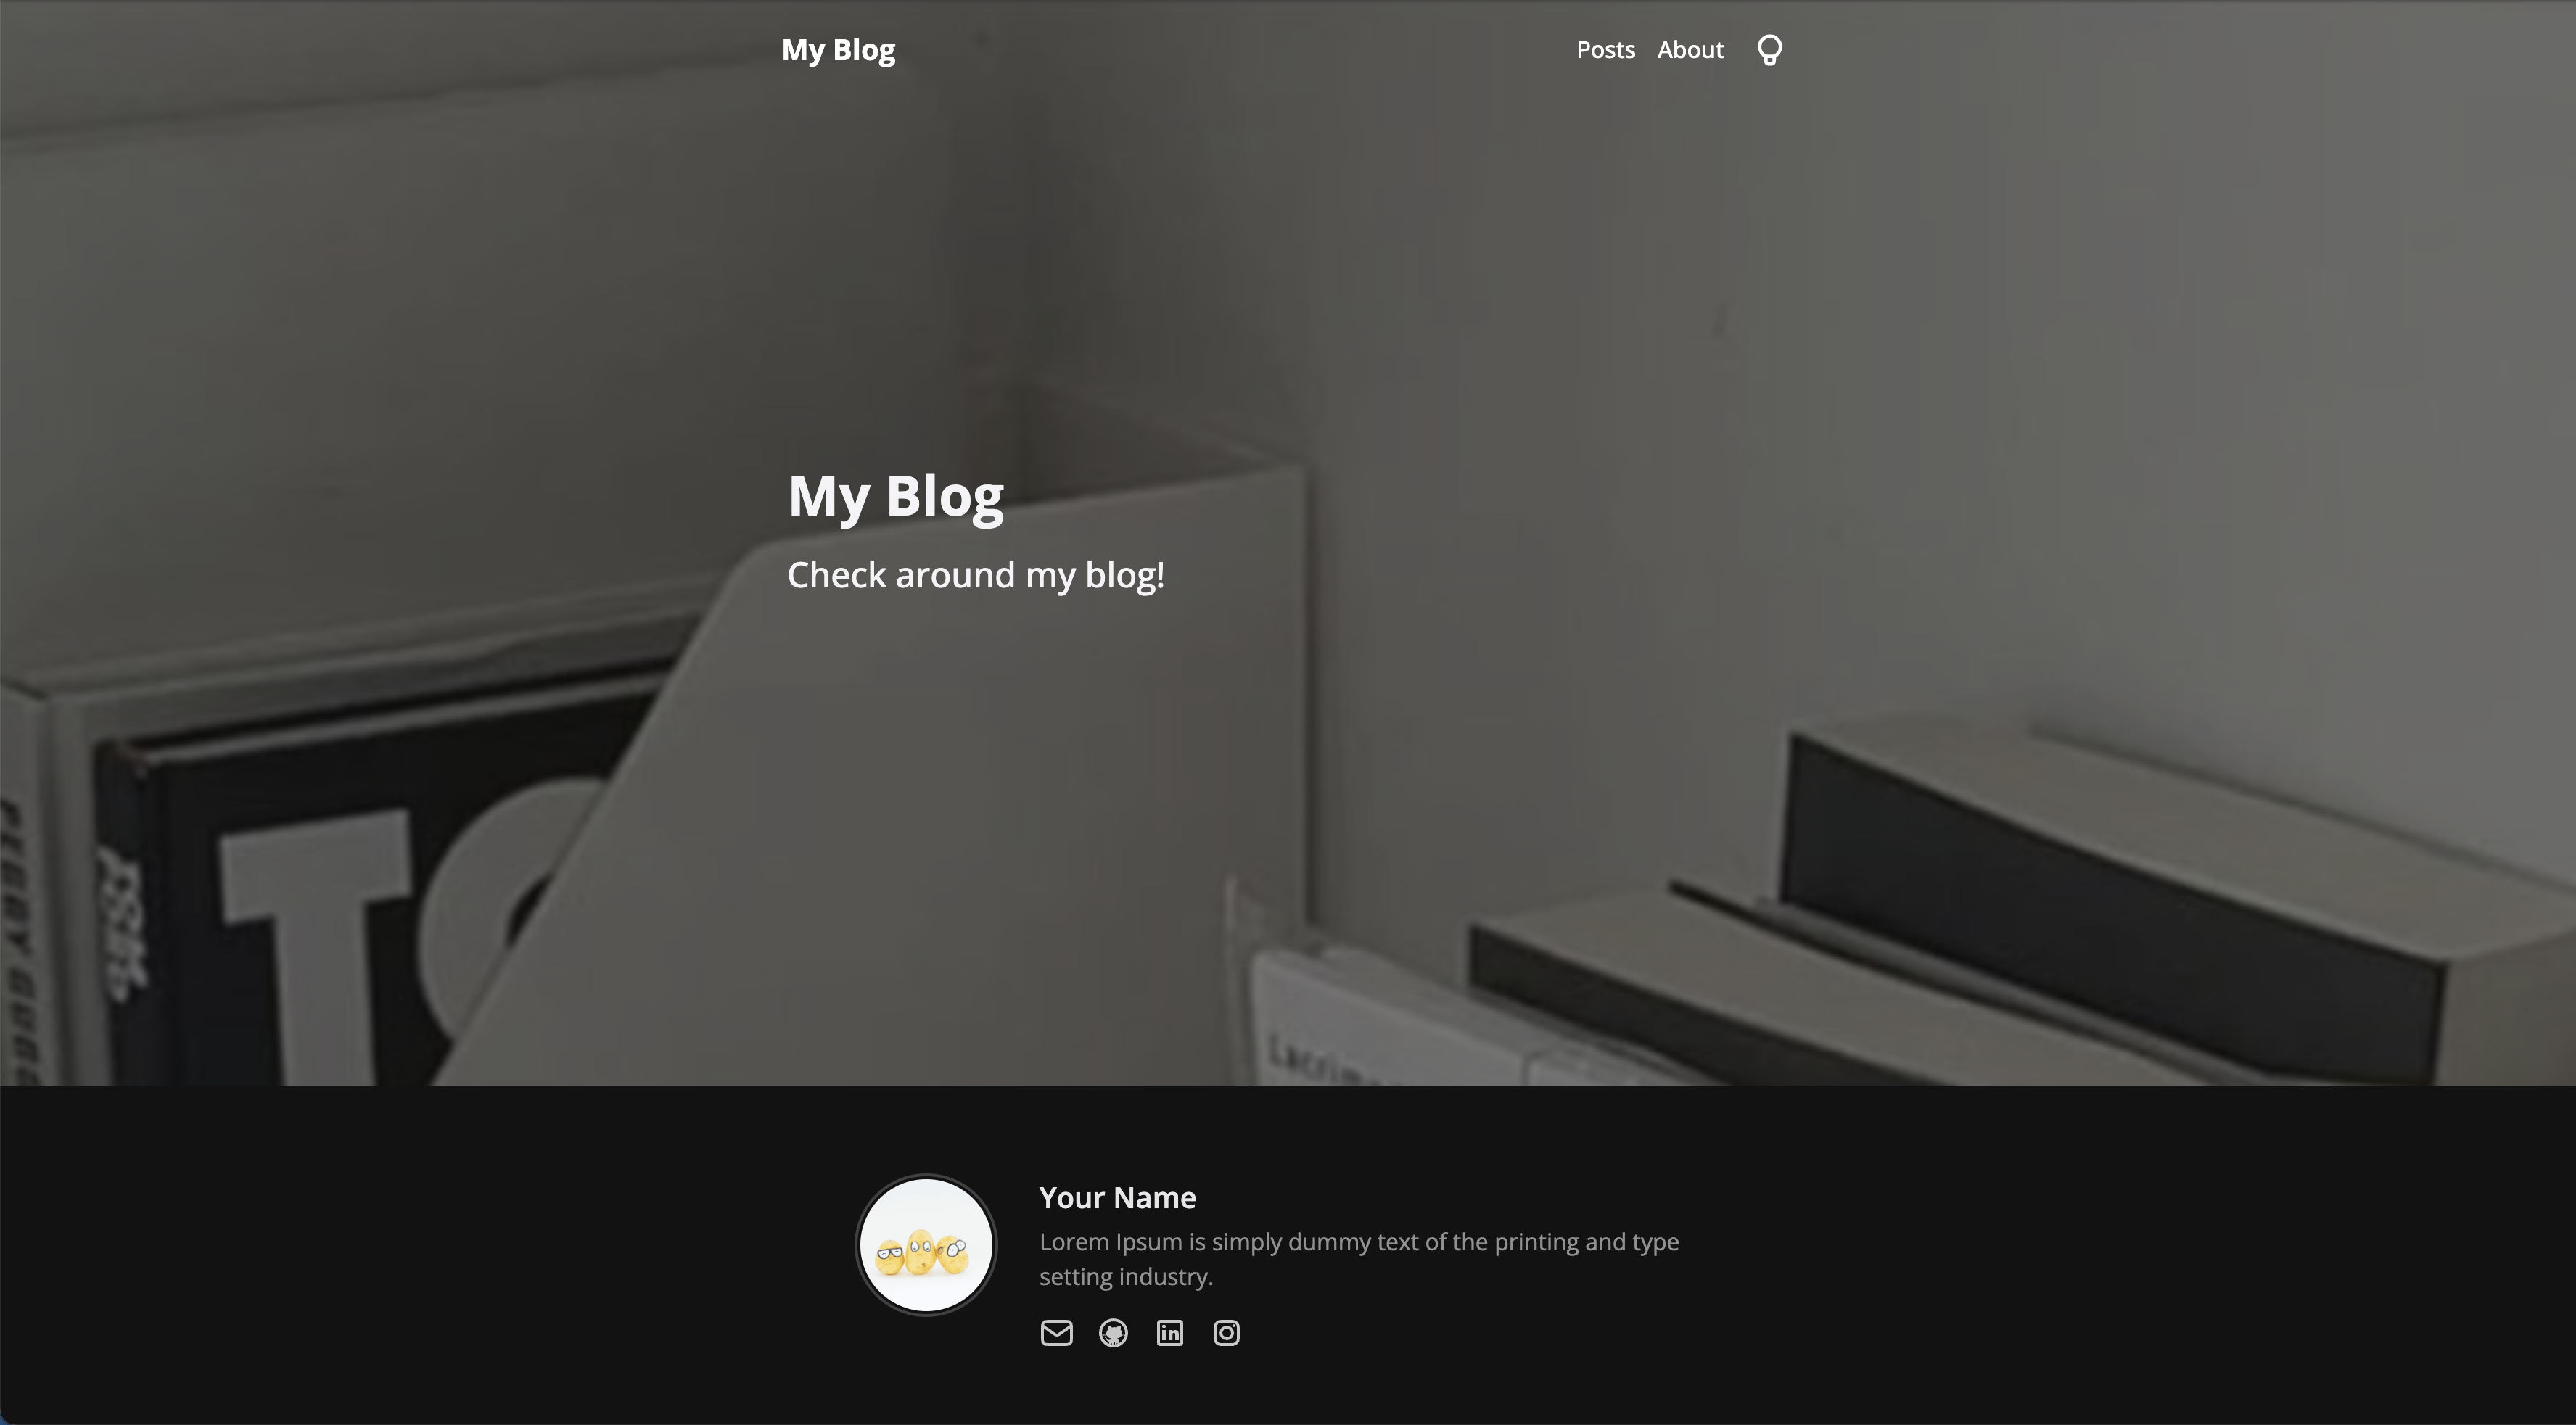 My Blog
Posts About
My Blog
Check around my blog!
Your Name
Lorem Ipsum is simply dummy text of the printing and type
setting industry.
in